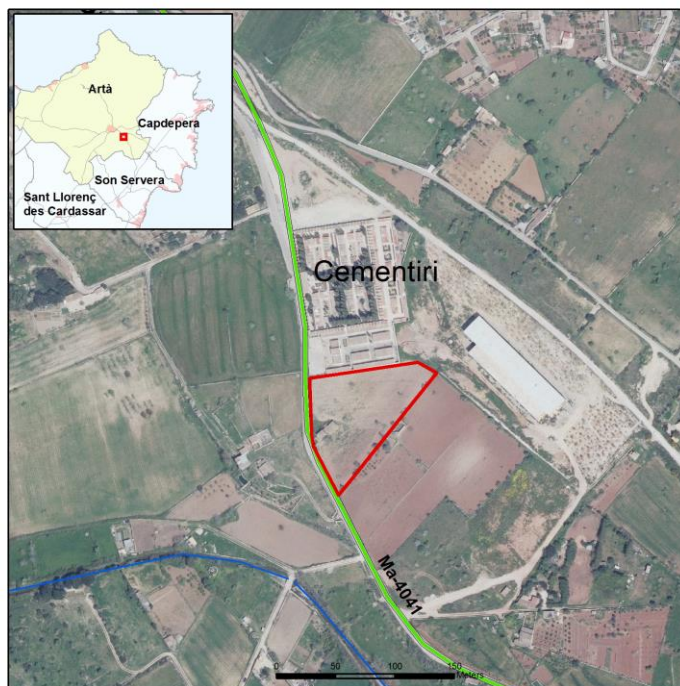 Artà
Capdepera
Son Servera
Sant Llorenç
des Cardassar
Cementiri
Ma-4041
0 50 100 150
Meters